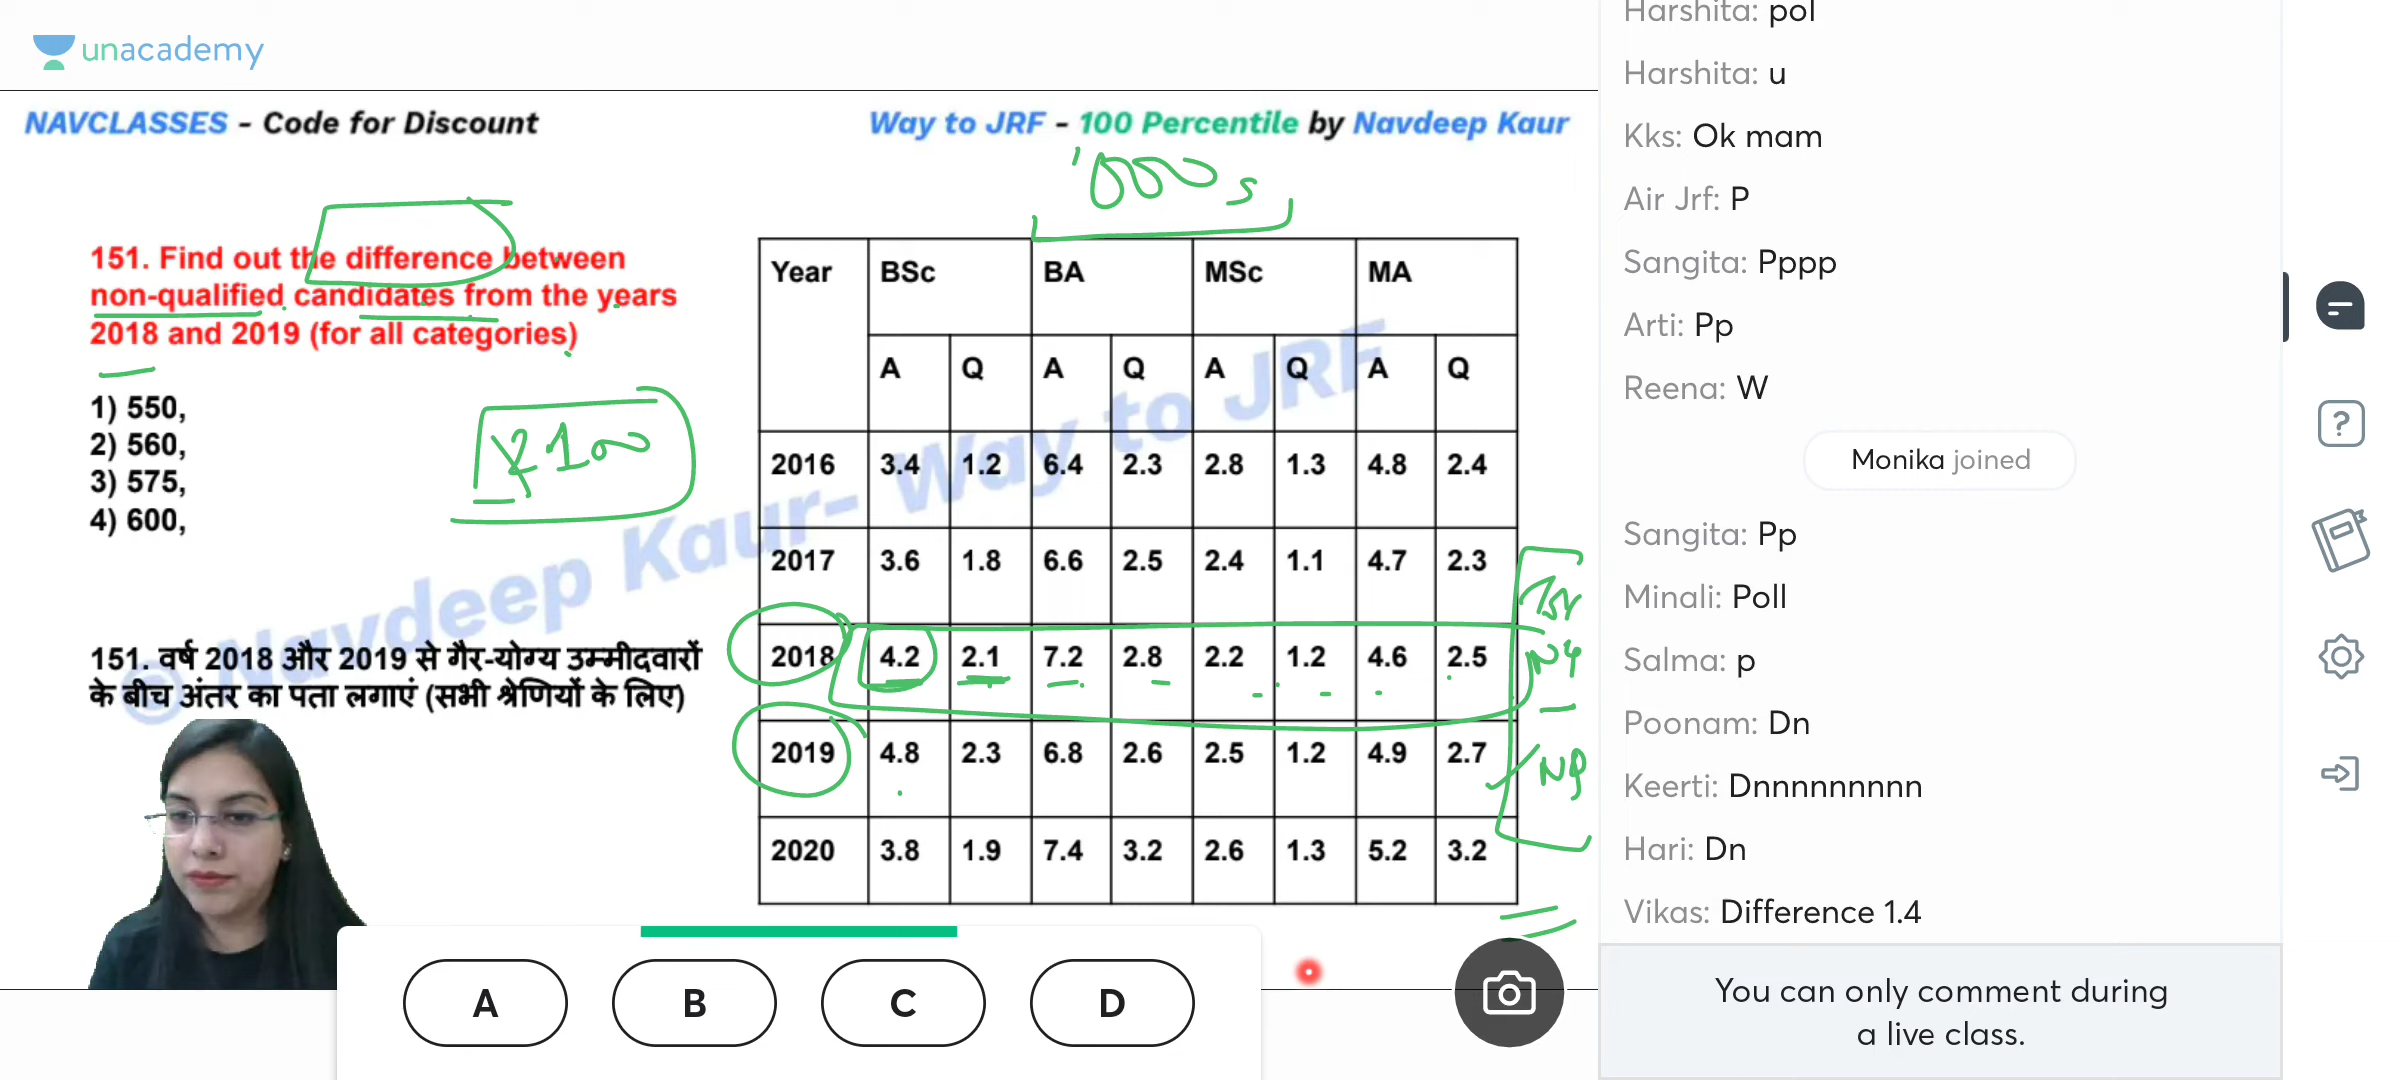 unacademy
NAVCLASSES - Code for Discount
Way to JRF - 100 Percentile by Navdeep Kaur
'000s
151. Find out the difference between
non-qualified candidates from the years
2018 and 2019 (for all categories)
1) 550,
2) 560,
3) 575,
4) 600,
151. वर्ष 2018 और 2019 से गैर-योग्य उम्मीदवारों
के बीच अंतर का पता लगाएं (सभी श्रेणियों के लिए)
Year BSc BA MSc MA
A Q A Q A Q A Q
2016 3.4 1.2 6.4 2.3 2.8 1.3 4.8 2.4
2017 3.6 1.8 6.6 2.5 2.4 1.1 4.7 2.3
2018 4.2 2.1 7.2 2.8 2.2 1.2 4.6 2.5
2019 4.8 2.3 6.8 2.6 2.5 1.2 4.9 2.7
2020 3.8 1.9 7.4 3.2 2.6 1.3 5.2 3.2
NQ
NQ
© Navdeep Kaur- Way to JRF
A B C D
Harshita: pol
Harshita: u
Kks: Ok mam
Air Jrf: P
Sangita: Pppp
Arti: Pp
Reena: W
Monika joined
Sangita: Pp
Minali: Poll
Salma: p
Poonam: Dn
Keerti: Dnnnnnnnnn
Hari: Dn
Vikas: Difference 1.4
You can only comment during
a live class.